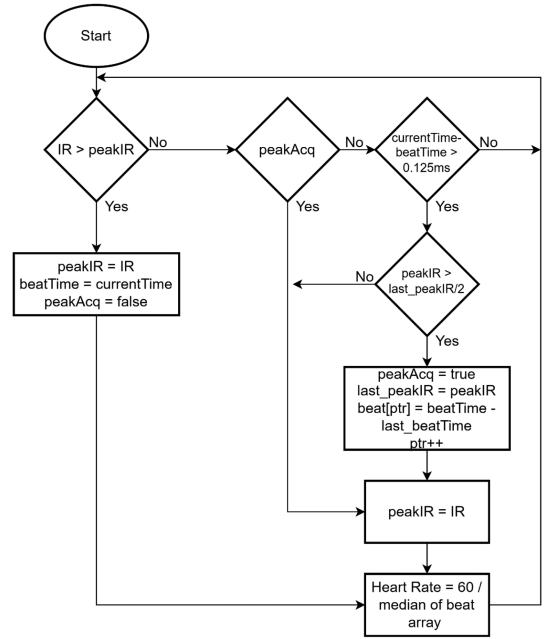 Start
IR > peakIR
No
peakAcq
No
currentTime-
beatTime >
0.125ms
No
Yes
Yes
Yes
peakIR = IR
beatTime = currentTime
peakAcq = false
No
peakIR >
last_peakIR/2
Yes
peakAcq = true
last_peakIR = peakIR
beat[ptr] = beatTime -
last_beatTime
ptr++
peakIR = IR
Heart Rate = 60 /
median of beat
array